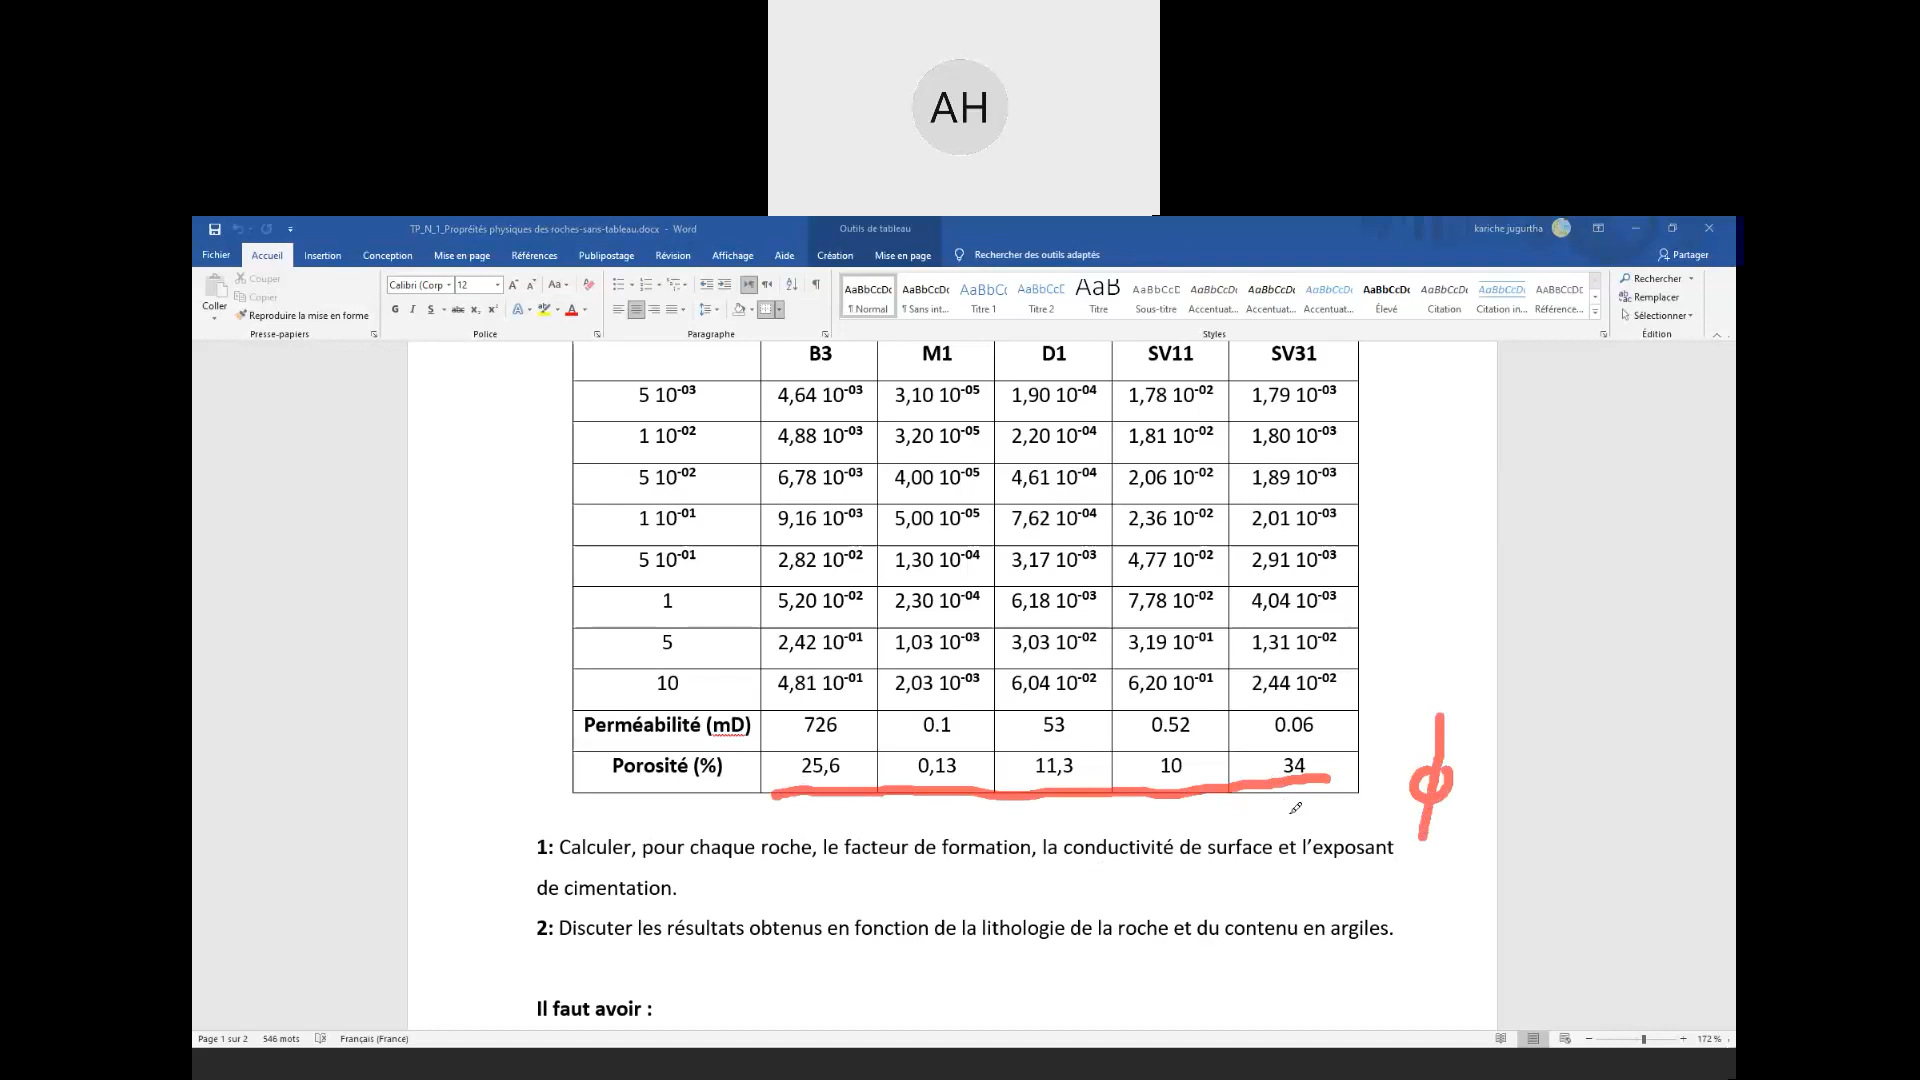 AH
TP_N_1_Propréités physiques des roches-sans-tableau.docx - Word
Outils de tableau
kariche jugurtha
Fichier Accueil Insertion Conception Mise en page Références Publipostage Révision Affichage Aide Création Mise en page Rechercher des outils adaptés Partager
Coller
Couper
Copier
Reproduire la mise en forme
Presse-papiers
Calibri (Corp 12
G I S abc x₂ x²
Police
Paragraphe
AaBbCcDc AaBbCcDc AaBbCc AaBbCcE AaB AaBbCcD AaBbCcDt AaBbCcDt AaBbCcDt AaBbCcDc AaBbCcDt AaBbCcDt AABBCCDD
¶ Normal ¶ Sans int... Titre 1 Titre 2 Titre Sous-titre Accentuat... Accentuat... Accentuat... Élevé Citation Citation in... Référence...
Styles
Rechercher
Remplacer
Sélectionner
Édition
B3 M1 D1 SV11 SV31
5 10⁻⁰³ 4,64 10⁻⁰³ 3,10 10⁻⁰⁵ 1,90 10⁻⁰⁴ 1,78 10⁻⁰² 1,79 10⁻⁰³
1 10⁻⁰² 4,88 10⁻⁰³ 3,20 10⁻⁰⁵ 2,20 10⁻⁰⁴ 1,81 10⁻⁰² 1,80 10⁻⁰³
5 10⁻⁰² 6,78 10⁻⁰³ 4,00 10⁻⁰⁵ 4,61 10⁻⁰⁴ 2,06 10⁻⁰² 1,89 10⁻⁰³
1 10⁻⁰¹ 9,16 10⁻⁰³ 5,00 10⁻⁰⁵ 7,62 10⁻⁰⁴ 2,36 10⁻⁰² 2,01 10⁻⁰³
5 10⁻⁰¹ 2,82 10⁻⁰² 1,30 10⁻⁰⁴ 3,17 10⁻⁰³ 4,77 10⁻⁰² 2,91 10⁻⁰³
1 5,20 10⁻⁰² 2,30 10⁻⁰⁴ 6,18 10⁻⁰³ 7,78 10⁻⁰² 4,04 10⁻⁰³
5 2,42 10⁻⁰¹ 1,03 10⁻⁰³ 3,03 10⁻⁰² 3,19 10⁻⁰¹ 1,31 10⁻⁰²
10 4,81 10⁻⁰¹ 2,03 10⁻⁰³ 6,04 10⁻⁰² 6,20 10⁻⁰¹ 2,44 10⁻⁰²
Perméabilité (mD) 726 0.1 53 0.52 0.06
Porosité (%) 25,6 0,13 11,3 10 34
ϕ
1: Calculer, pour chaque roche, le facteur de formation, la conductivité de surface et l’exposant
de cimentation.
2: Discuter les résultats obtenus en fonction de la lithologie de la roche et du contenu en argiles.
Il faut avoir :
Page 1 sur 2 546 mots Français (France) 172 %